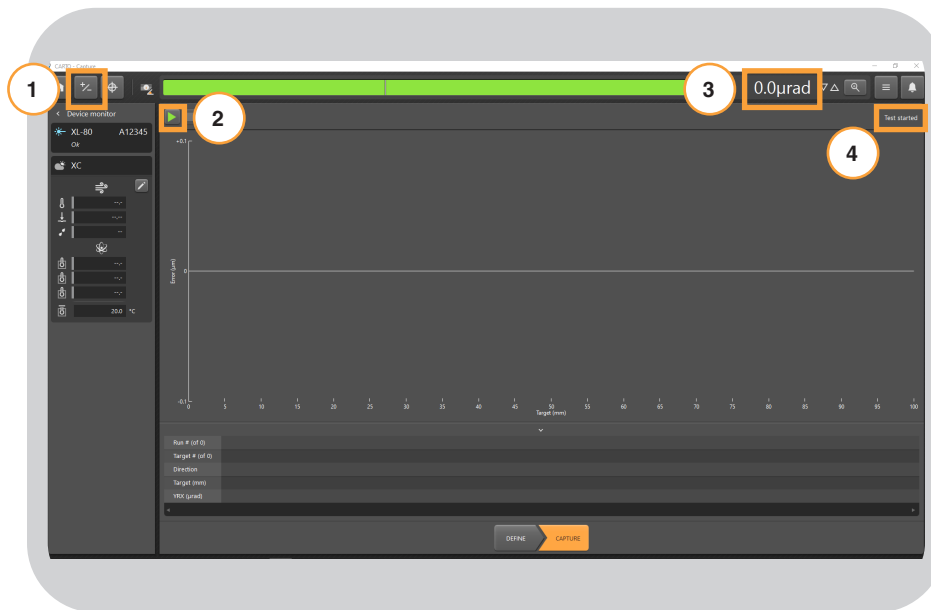 CARTO - Capture
1
+/-
2
3
0.0µrad
4
Test started
Device monitor
XL-80 A12345
Ok
XC
--.-
--.--
--
--.-
--.-
--.-
20.0 °C
+0.1
0
-0.1
Error (µm)
0 5 10 15 20 25 30 35 40 45 50 55 60 65 70 75 80 85 90 95 100
Target (mm)
Run # (of 0)
Target # (of 0)
Direction
Target (mm)
YRX (µrad)
DEFINE CAPTURE